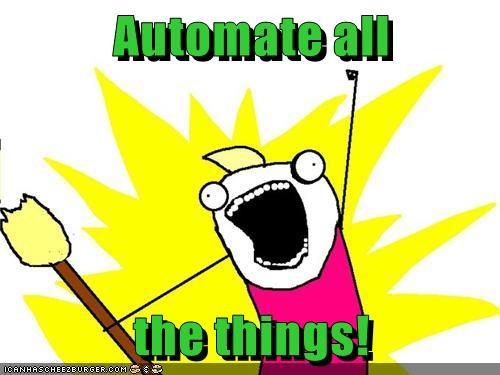 Automate all
the things!
ICANHASCHEEZBURGER.COM